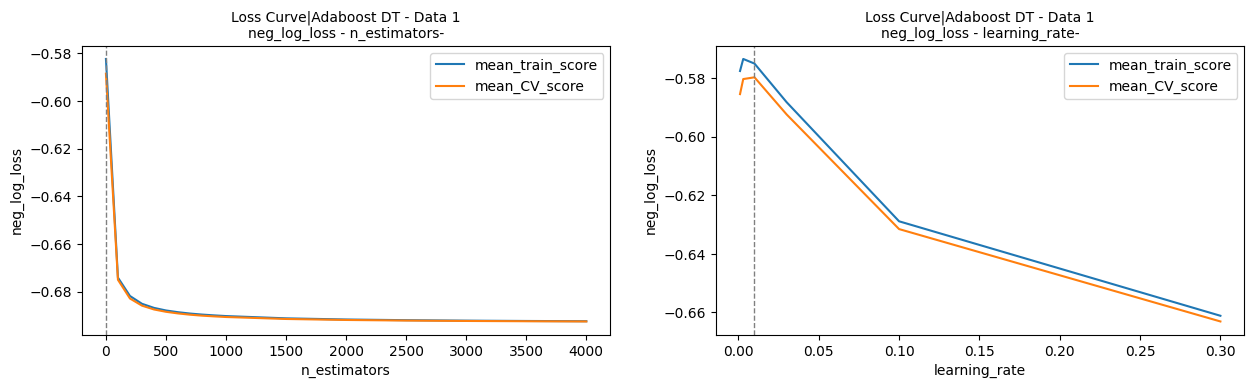 Loss Curve|Adaboost DT - Data 1
neg_log_loss - n_estimators-
neg_log_loss
−0.58
−0.60
−0.62
−0.64
−0.66
−0.68
mean_train_score
mean_CV_score
0 500 1000 1500 2000 2500 3000 3500 4000
n_estimators
Loss Curve|Adaboost DT - Data 1
neg_log_loss - learning_rate-
neg_log_loss
−0.58
−0.60
−0.62
−0.64
−0.66
mean_train_score
mean_CV_score
0.00 0.05 0.10 0.15 0.20 0.25 0.30
learning_rate